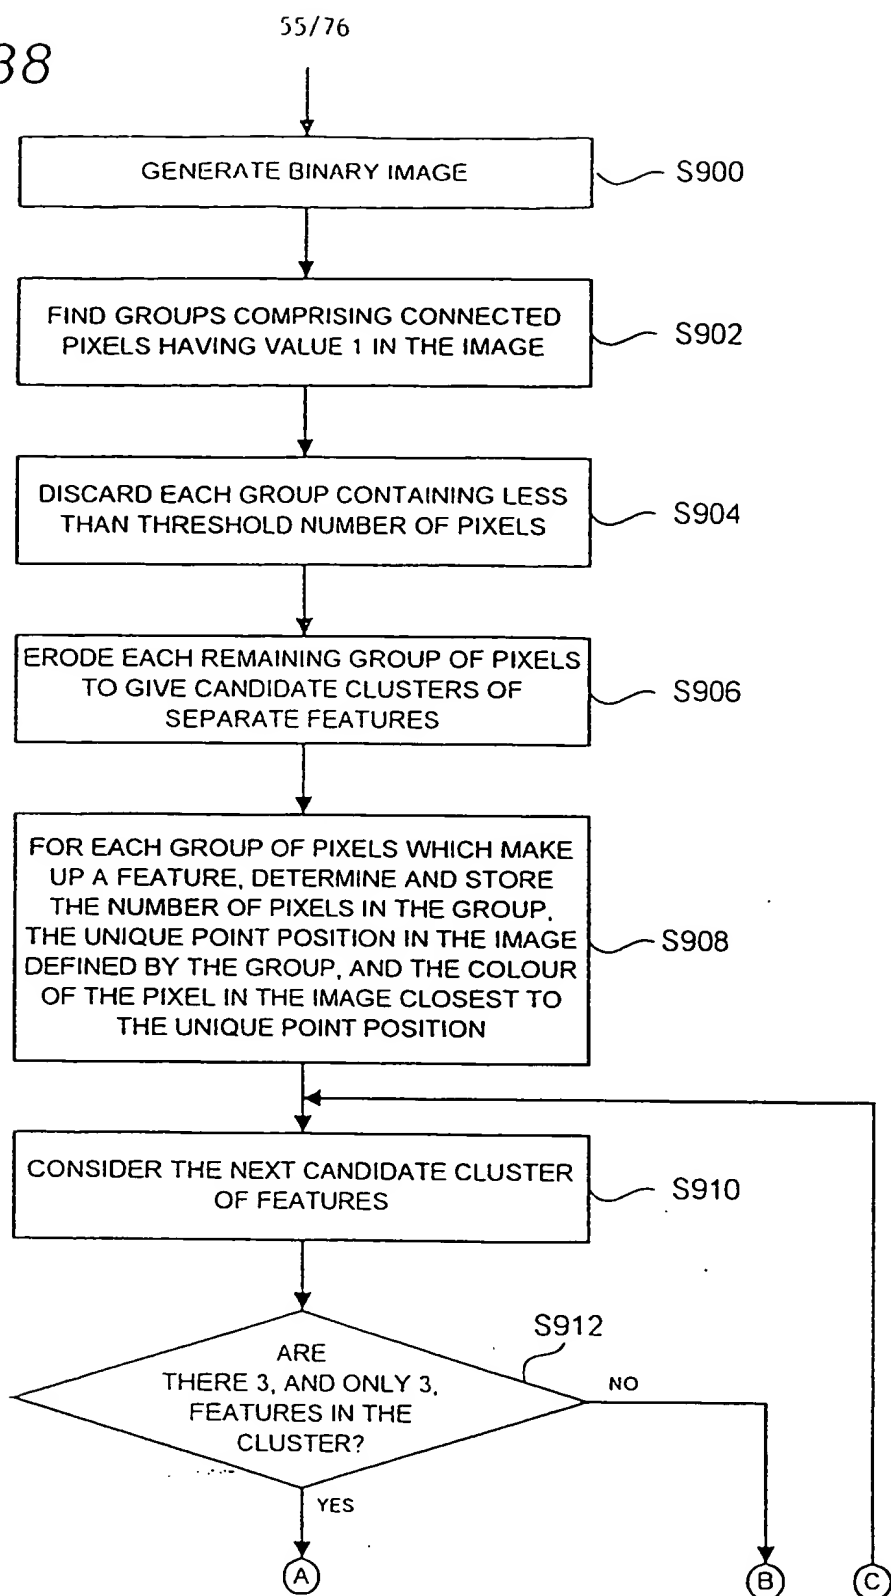 55/76
38
GENERATE BINARY IMAGE
S900
FIND GROUPS COMPRISING CONNECTED
PIXELS HAVING VALUE 1 IN THE IMAGE
S902
DISCARD EACH GROUP CONTAINING LESS
THAN THRESHOLD NUMBER OF PIXELS
S904
ERODE EACH REMAINING GROUP OF PIXELS
TO GIVE CANDIDATE CLUSTERS OF
SEPARATE FEATURES
S906
FOR EACH GROUP OF PIXELS WHICH MAKE
UP A FEATURE, DETERMINE AND STORE
THE NUMBER OF PIXELS IN THE GROUP,
THE UNIQUE POINT POSITION IN THE IMAGE
DEFINED BY THE GROUP, AND THE COLOUR
OF THE PIXEL IN THE IMAGE CLOSEST TO
THE UNIQUE POINT POSITION
S908
CONSIDER THE NEXT CANDIDATE CLUSTER
OF FEATURES
S910
S912
ARE
THERE 3, AND ONLY 3,
FEATURES IN THE
CLUSTER?
NO
YES
A
B
C